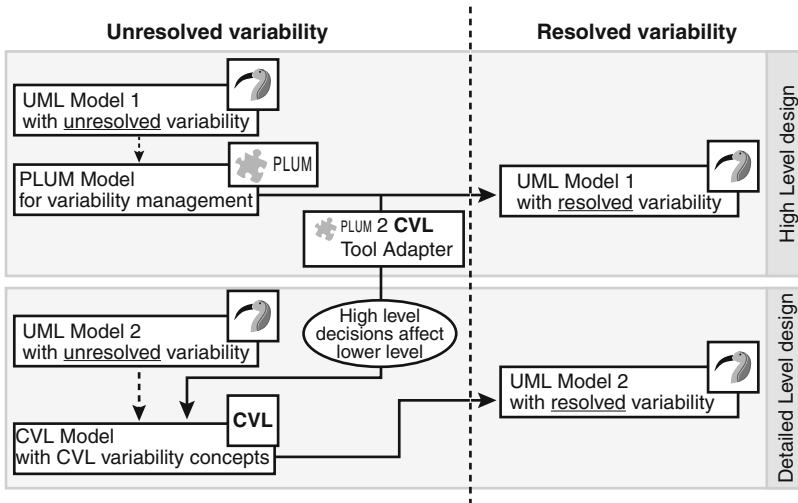 Unresolved variability
Resolved variability
UML Model 1
with unresolved variability
PLUM
PLUM Model
for variability management
UML Model 1
with resolved variability
High Level design
PLUM 2 CVL
Tool Adapter
High level
decisions affect
lower level
UML Model 2
with unresolved variability
UML Model 2
with resolved variability
CVL
CVL Model
with CVL variability concepts
Detailed Level design